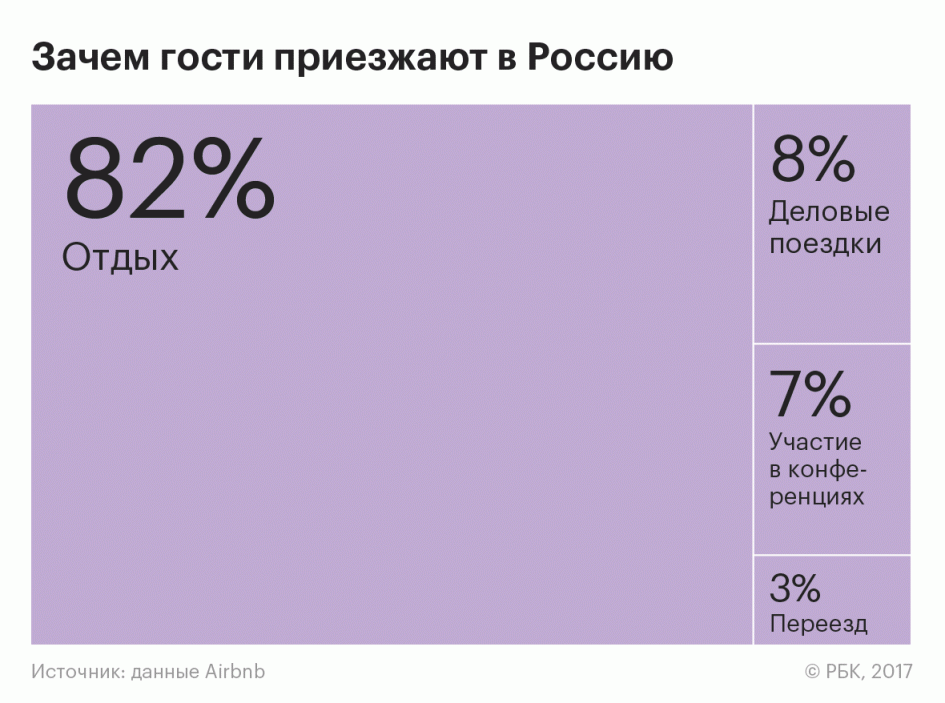 Зачем гости приезжают в Россию
82%
Отдых
8%
Деловые
поездки
7%
Участие
в конфе-
ренциях
3%
Переезд
Источник: данные Airbnb
© РБК, 2017